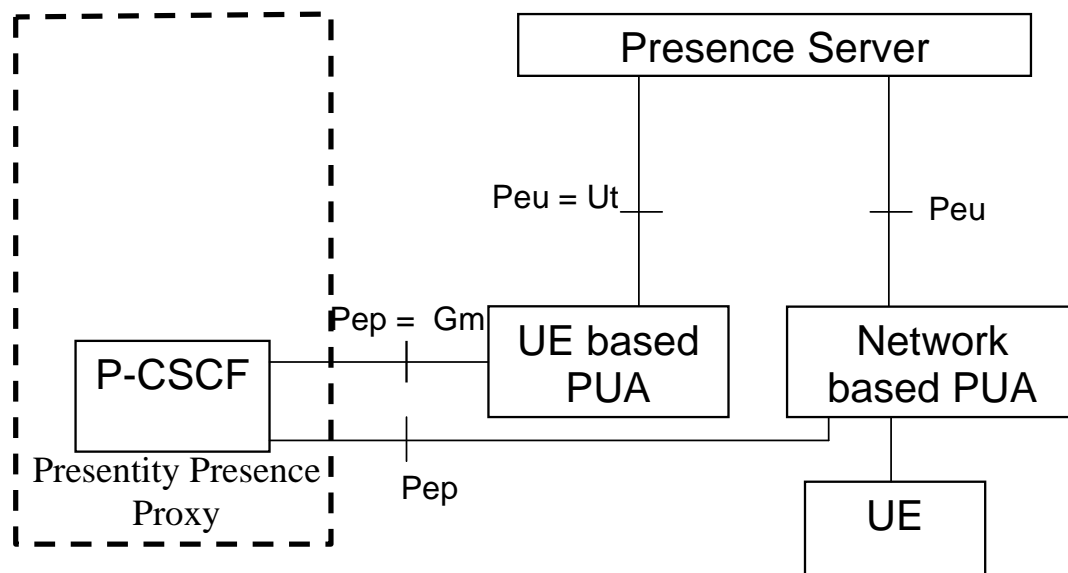 Presence Server
Peu = Ut
Peu
Pep = Gm
UE based
PUA
Network
based PUA
P-CSCF
Presentity Presence
Proxy
Pep
UE